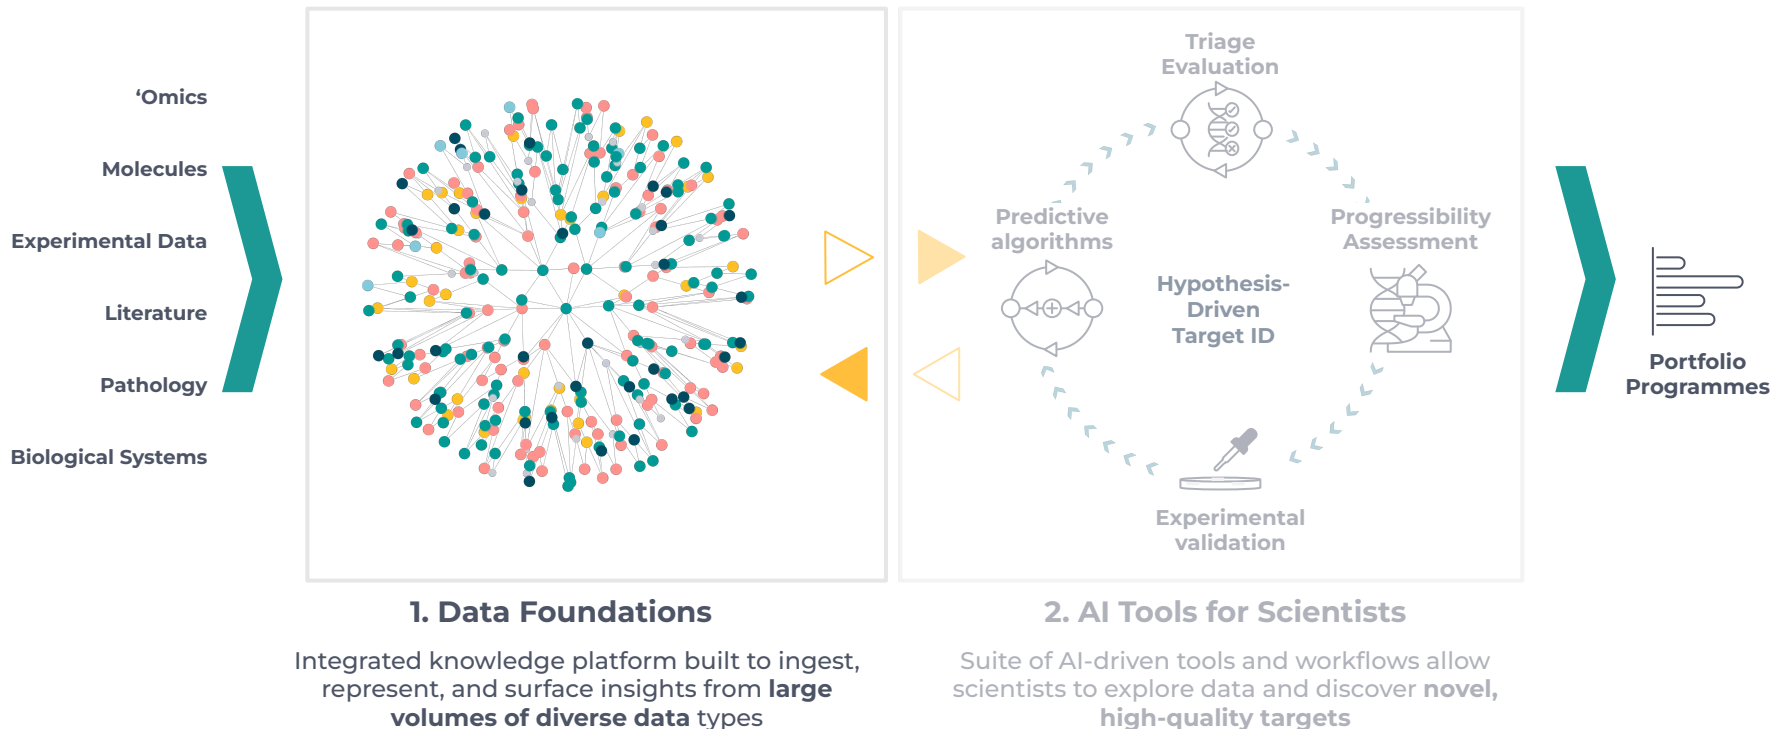 ‘Omics
Molecules
Experimental Data
Literature
Pathology
Biological Systems
Triage
Evaluation
Predictive
algorithms
Progressibility
Assessment
Hypothesis-
Driven
Target ID
Experimental
validation
Portfolio
Programmes
1. Data Foundations
Integrated knowledge platform built to ingest,
represent, and surface insights from large
volumes of diverse data types
2. AI Tools for Scientists
Suite of AI-driven tools and workflows allow
scientists to explore data and discover novel,
high-quality targets